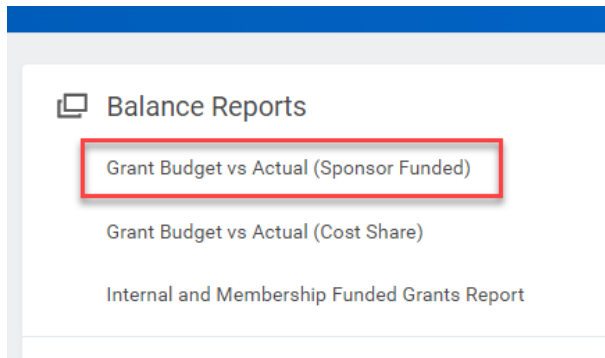 Balance Reports
Grant Budget vs Actual (Sponsor Funded)
Grant Budget vs Actual (Cost Share)
Internal and Membership Funded Grants Report